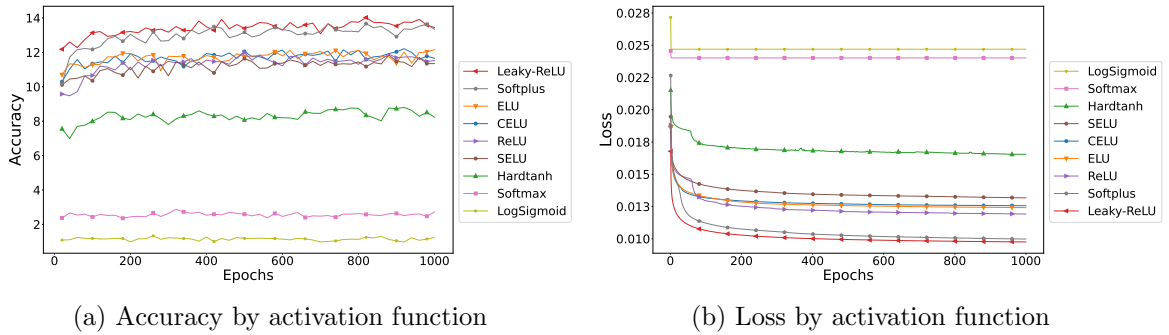 14
12
10
8
6
4
2
Accuracy
0
200
400
600
800
1000
Epochs
Leaky-ReLU
Softplus
ELU
CELU
ReLU
SELU
Hardtanh
Softmax
LogSigmoid
(a) Accuracy by activation function
0.028
0.025
0.022
0.020
0.018
0.015
0.013
0.010
Loss
0
200
400
600
800
1000
Epochs
LogSigmoid
Softmax
Hardtanh
SELU
CELU
ELU
ReLU
Softplus
Leaky-ReLU
(b) Loss by activation function